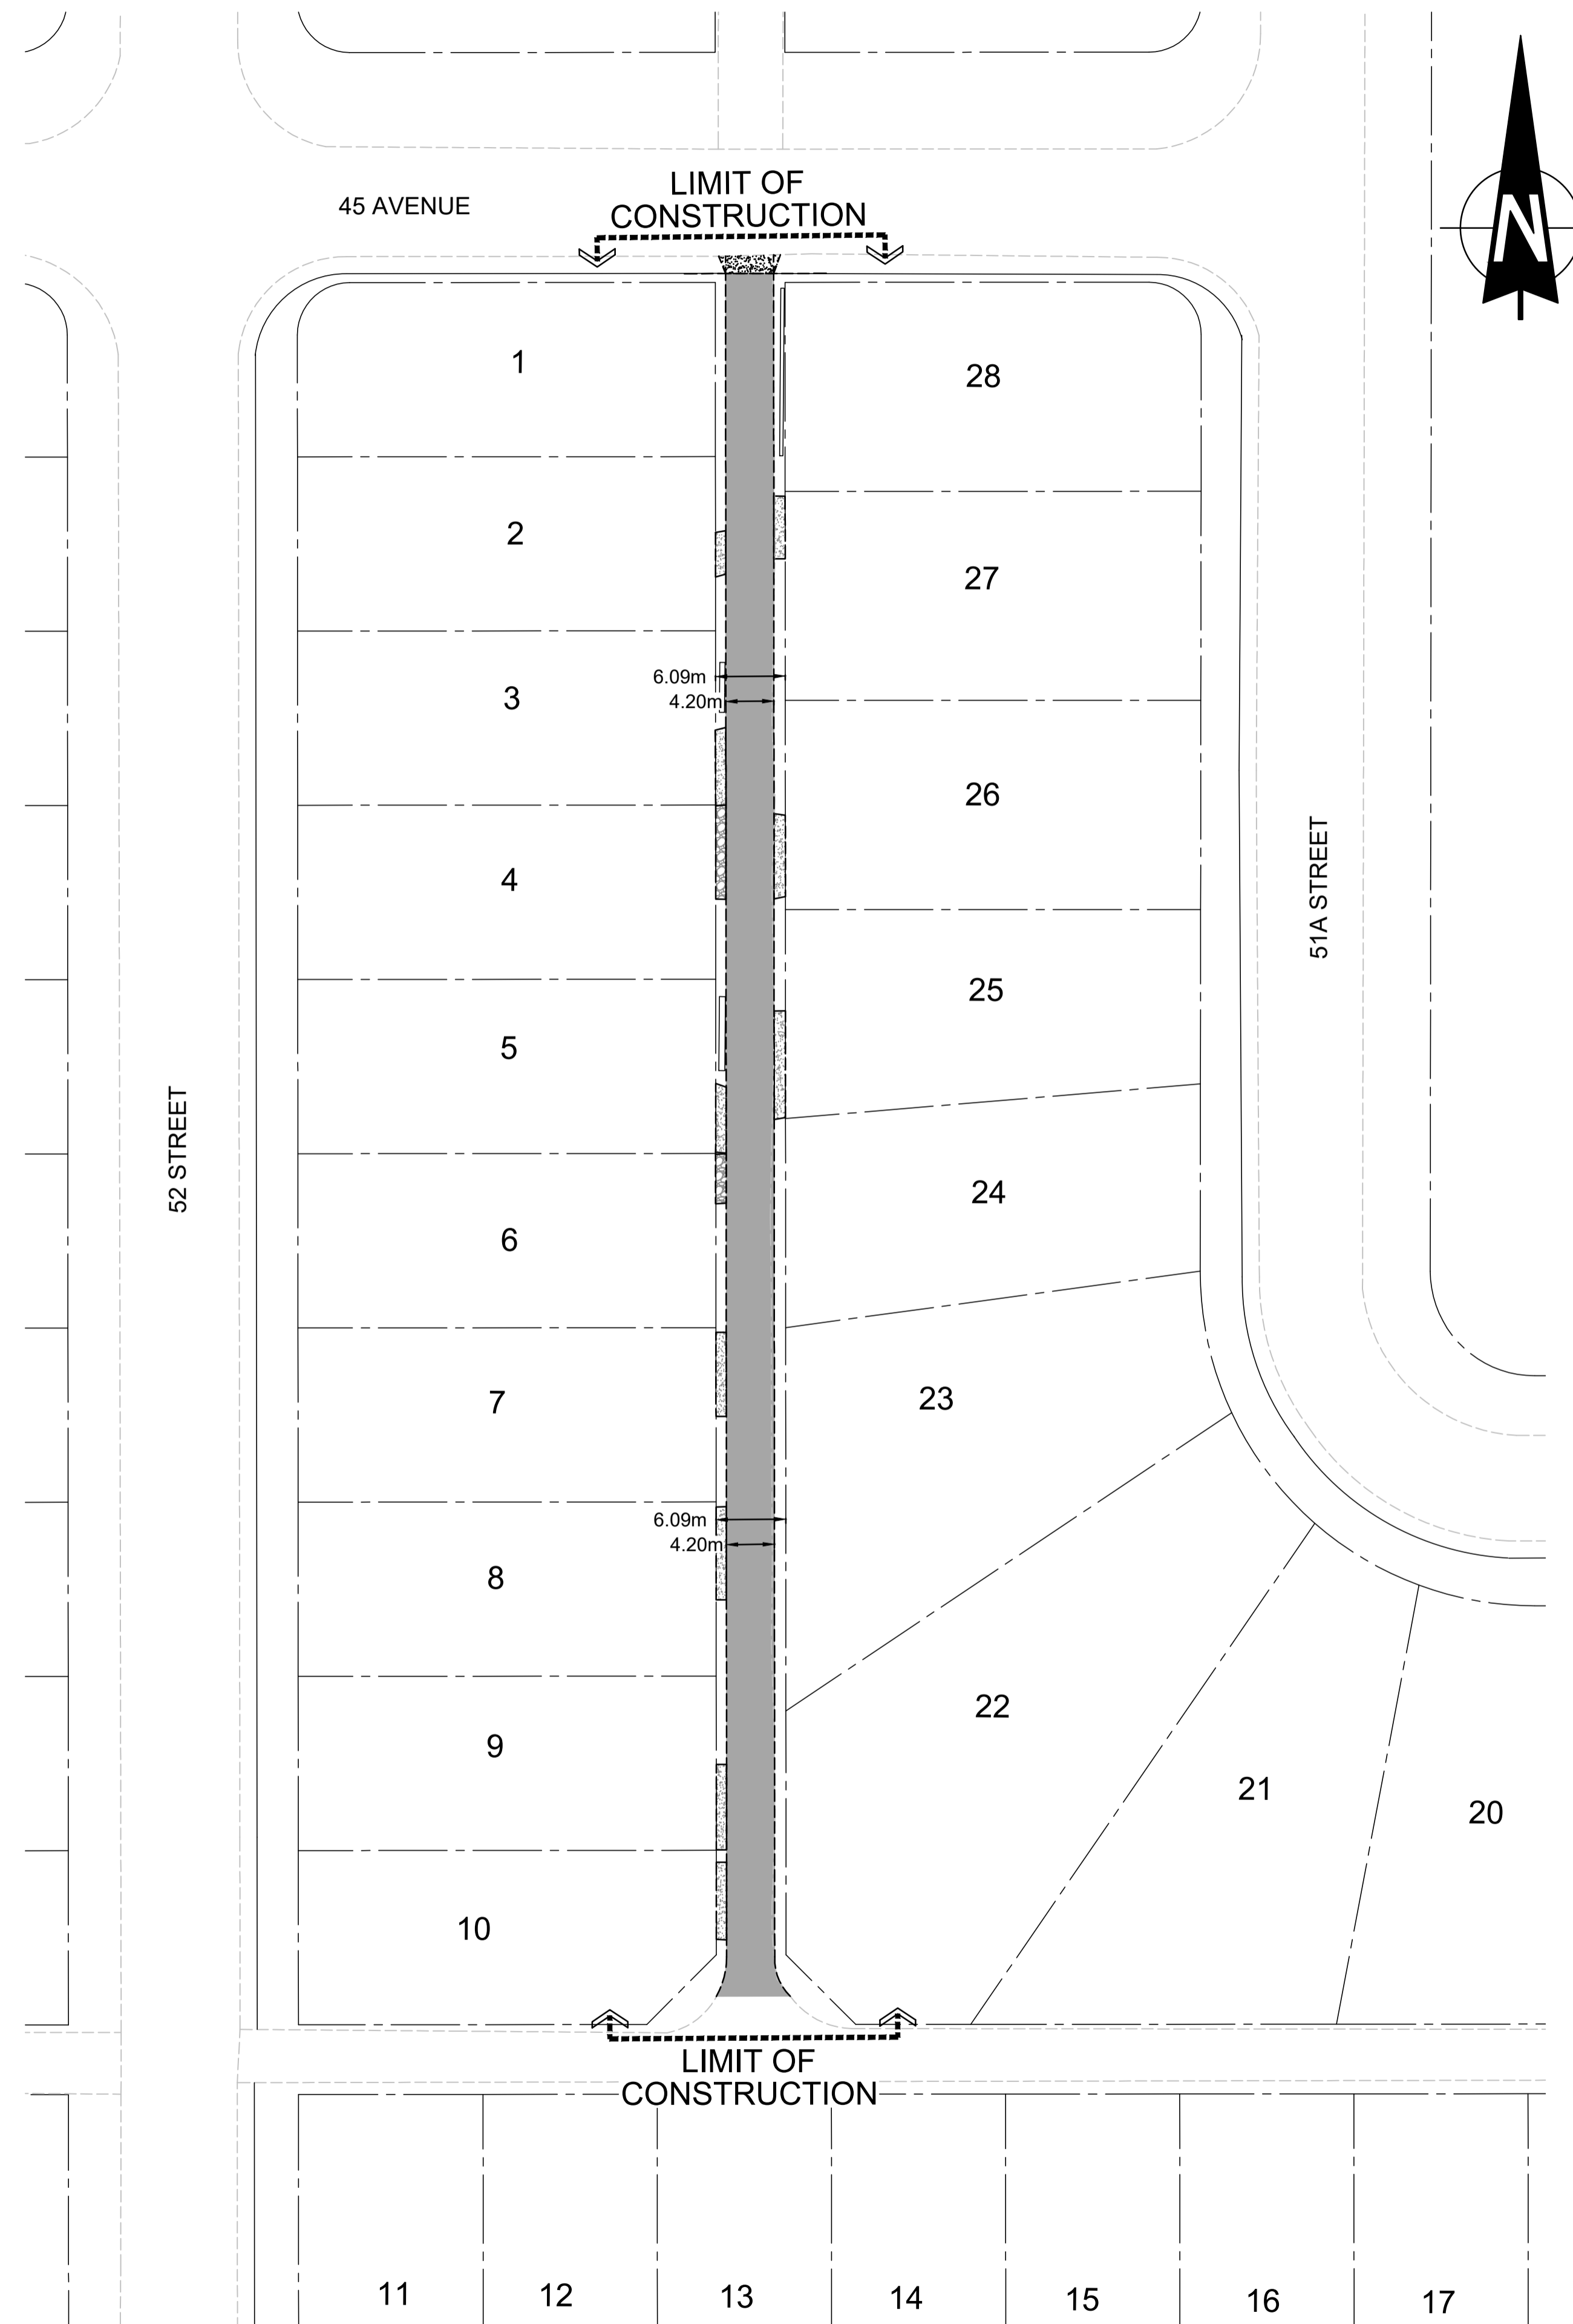 45 AVENUE
LIMIT OF
CONSTRUCTION
N
1
28
2
27
6.09m
4.20m
3
26
4
51A STREET
25
5
52 STREET
24
6
23
7
6.09m
4.20m
8
22
9
21
20
10
LIMIT OF
CONSTRUCTION
11
12
13
14
15
16
17